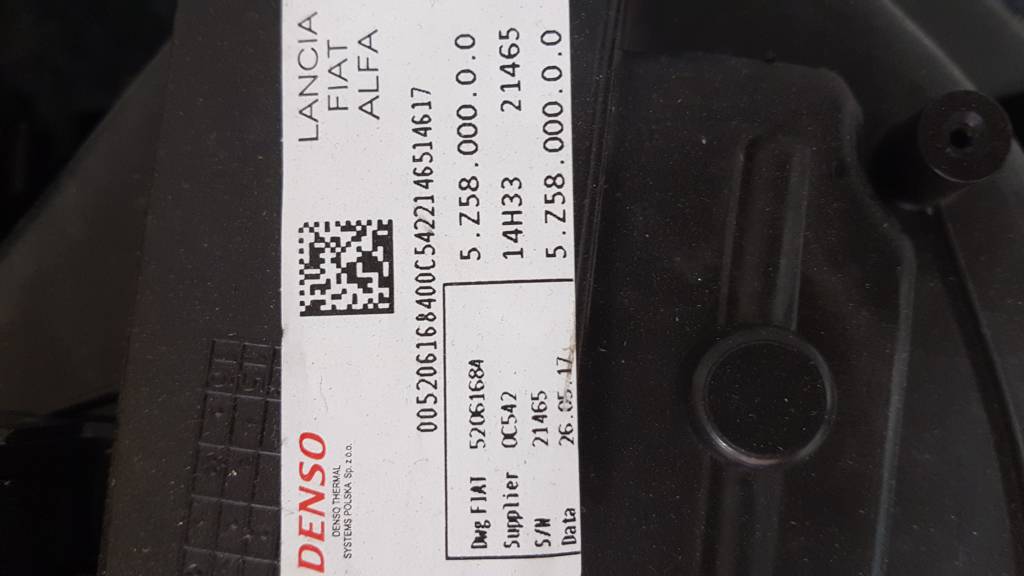 DENSO
DENSO THERMAL
SYSTEMS POLSKA Sp. z o.o.
LANCIA
FIAT
ALFA
00520616840OC5422146514617
Dwg FIAT 52061684
Supplier OC542
S/N 21465
Data 26.05.17
5.Z58.000.0.0
14H33 21465
5.Z58.000.0.0